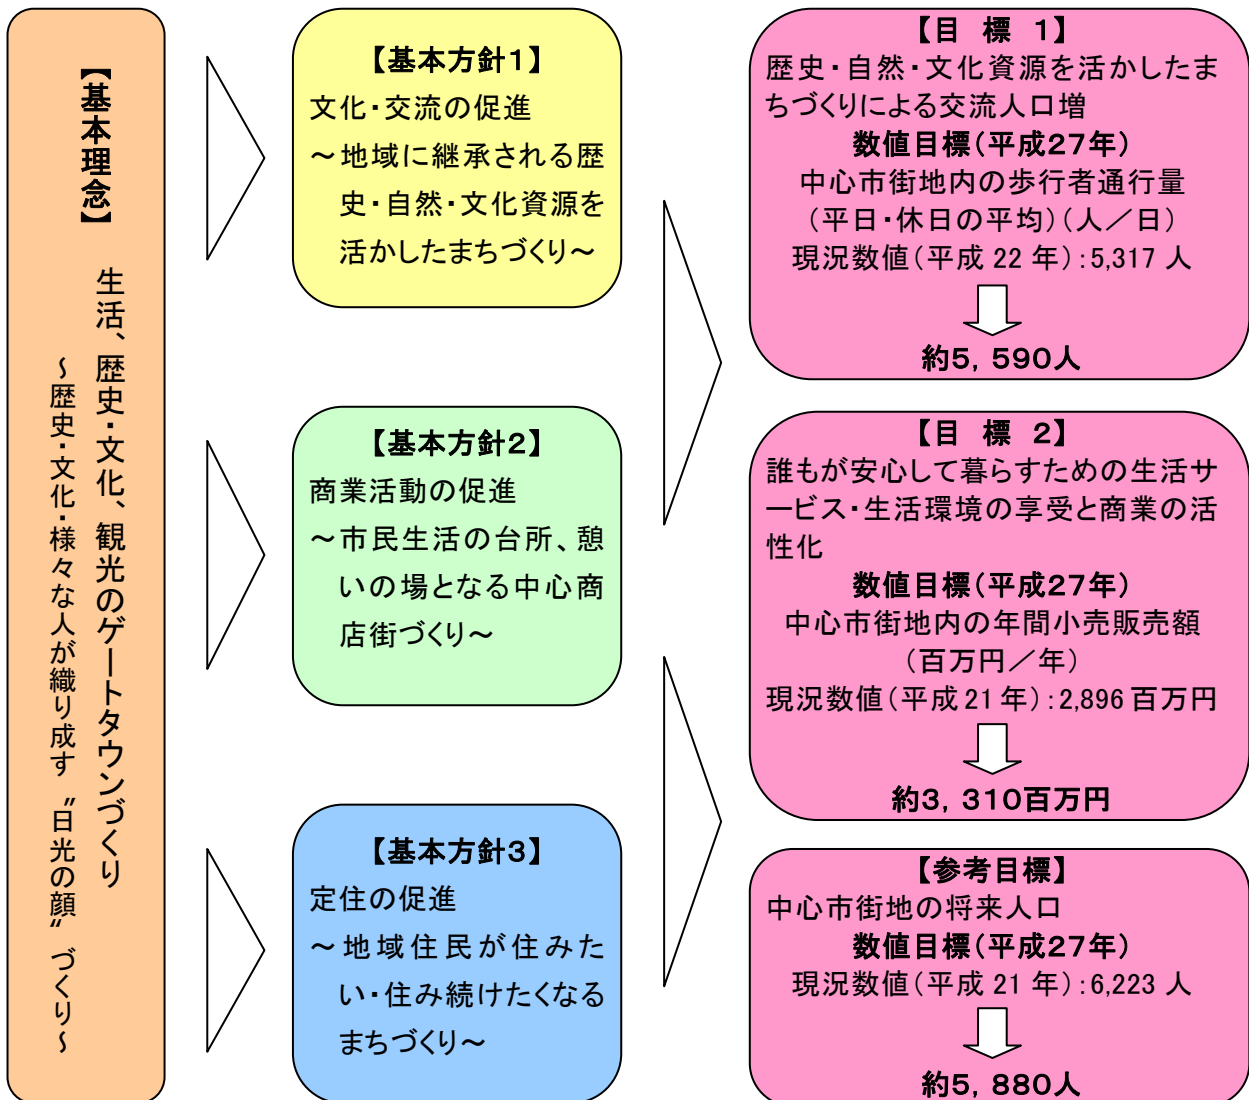 【基本理念】
生活、歴史・文化、観光のゲートタウンづくり
～歴史・文化・様々な人が織り成す〝日光の顔〟づくり～
【基本方針1】
文化・交流の促進
～地域に継承される歴
史・自然・文化資源を
活かしたまちづくり～
【基本方針2】
商業活動の促進
～市民生活の台所、憩
いの場となる中心商
店街づくり～
【基本方針3】
定住の促進
～地域住民が住みた
い・住み続けたくなる
まちづくり～
【目　標　1】
歴史・自然・文化資源を活かしたま
ちづくりによる交流人口増
数値目標（平成27年）
中心市街地内の歩行者通行量
（平日・休日の平均）（人／日）
現況数値（平成 22 年）：5,317 人
約5，590人
【目　標　2】
誰もが安心して暮らすための生活サ
ービス・生活環境の享受と商業の活
性化
数値目標（平成27年）
中心市街地内の年間小売販売額
（百万円／年）
現況数値（平成 21 年）：2,896 百万円
約3，310百万円
【参考目標】
中心市街地の将来人口
数値目標（平成27年）
現況数値（平成 21 年）：6,223 人
約5，880人